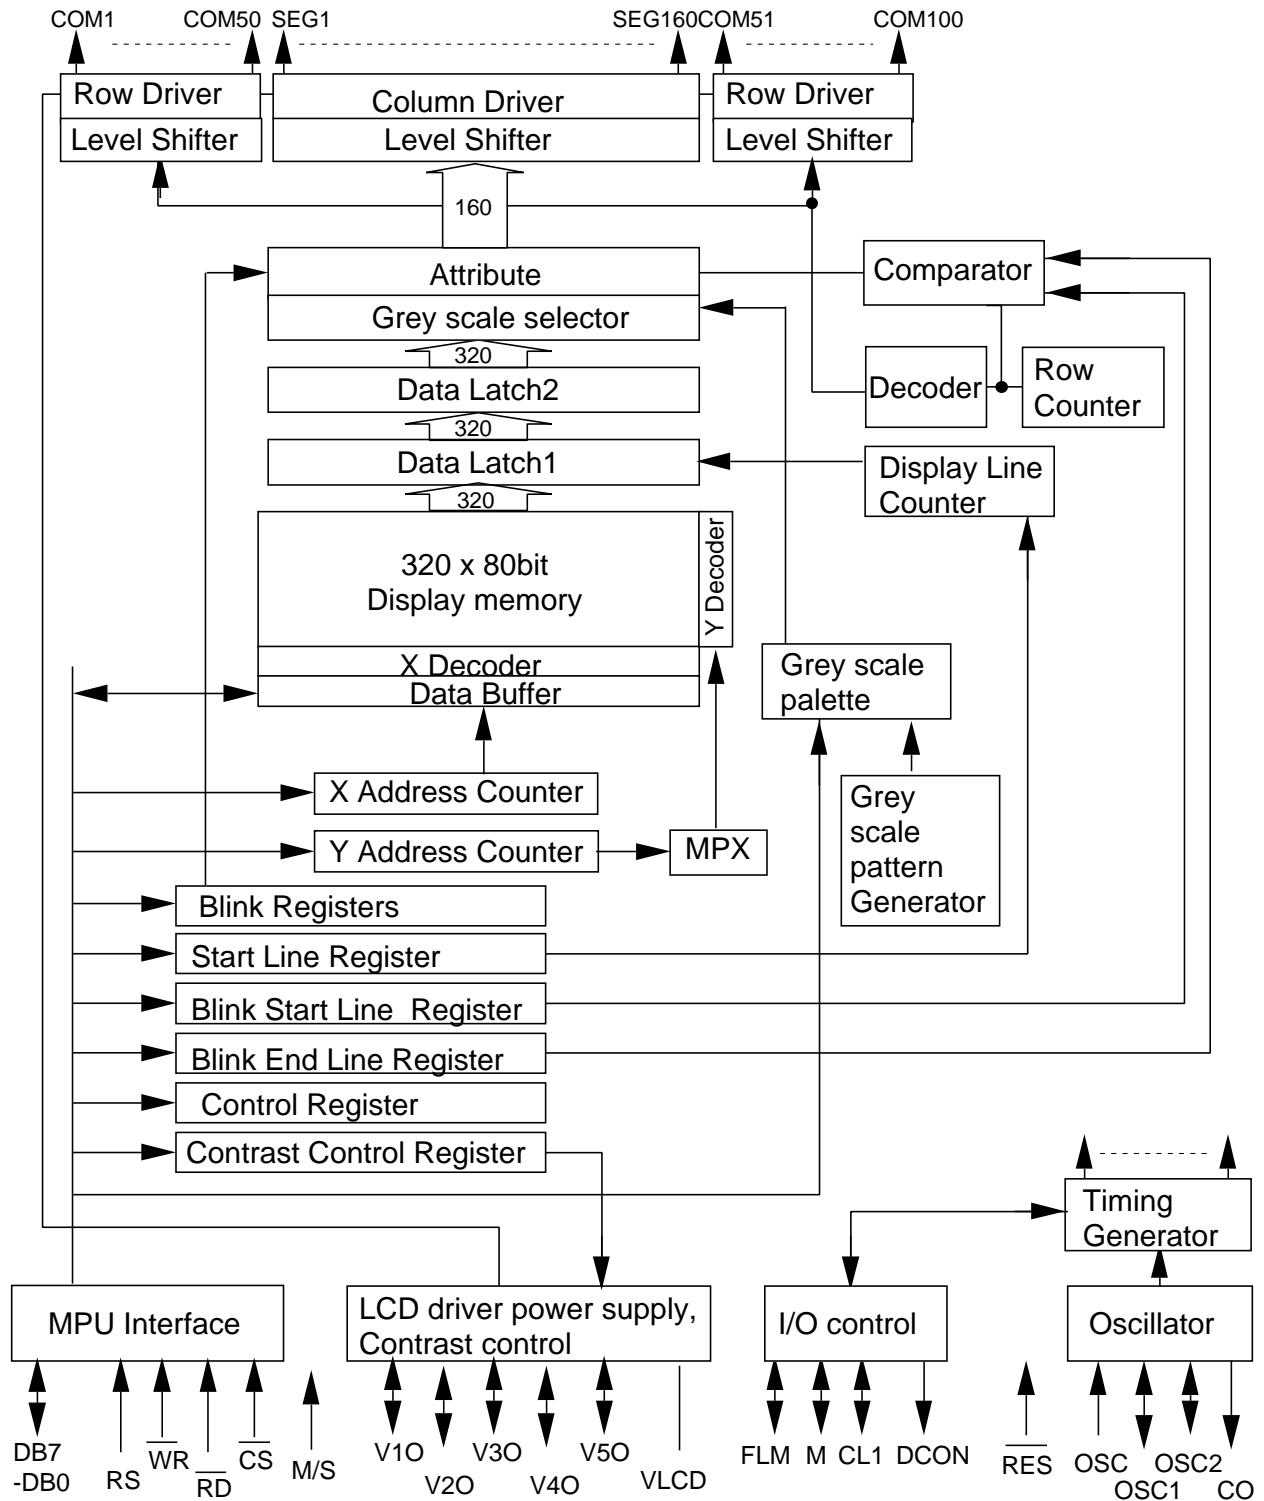 COM1 COM50 SEG1 SEG160COM51 COM100
Row Driver Column Driver Row Driver
Level Shifter Level Shifter Level Shifter
160
Attribute
Comparator
Grey scale selector
320
Data Latch2
Decoder
Row
Counter
320
Data Latch1
Display Line
Counter
320
320 x 80bit
Display memory
Y Decoder
X Decoder
Data Buffer
Grey scale
palette
X Address Counter
Grey
scale
pattern
Generator
Y Address Counter
MPX
Blink Registers
Start Line Register
Blink Start Line Register
Blink End Line Register
Control Register
Contrast Control Register
Timing
Generator
MPU Interface
LCD driver power supply,
Contrast control
I/O control
Oscillator
DB7
-DB0
RS
WR
RD
CS
M/S
V1O
V2O
V3O
V4O
V5O
VLCD
FLM
M
CL1
DCON
RES
OSC
OSC1
OSC2
CO